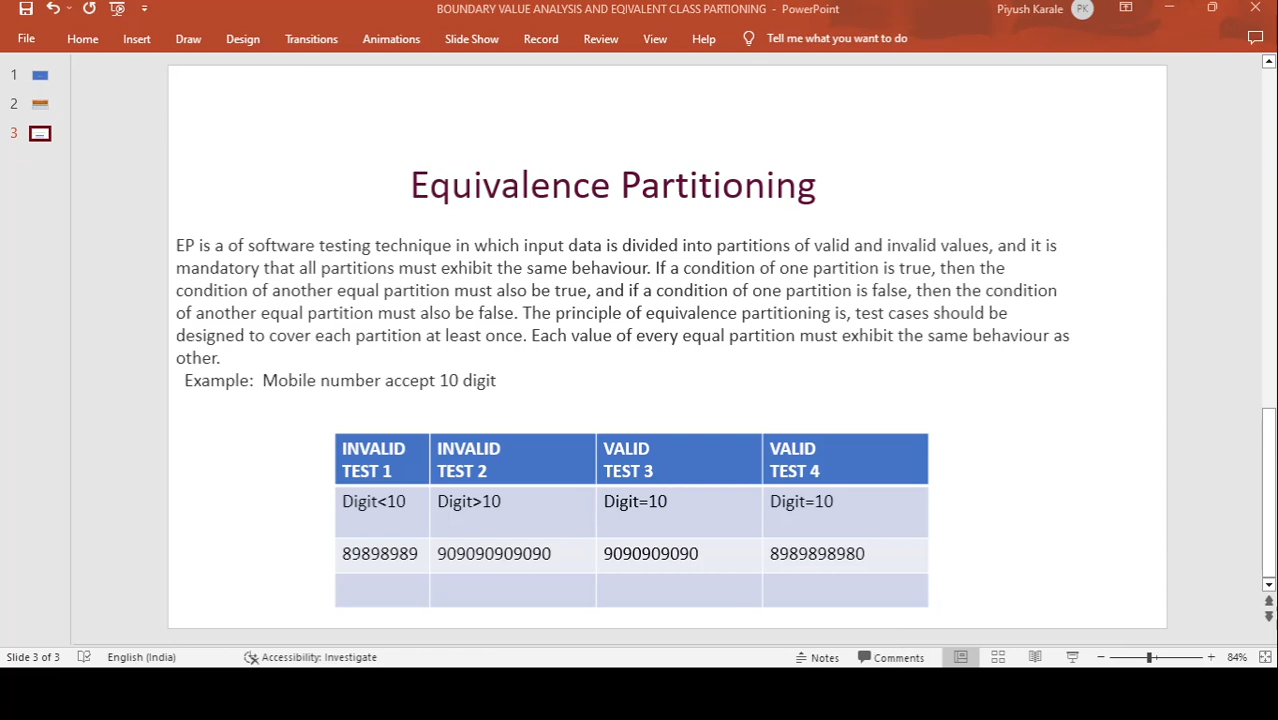 BOUNDARY VALUE ANALYSIS AND EQIVALENT CLASS PARTIONING - PowerPoint
Piyush Karale PK
File Home Insert Draw Design Transitions Animations Slide Show Record Review View Help Tell me what you want to do
1
2
3
Equivalence Partitioning
EP is a of software testing technique in which input data is divided into partitions of valid and invalid values, and it is
mandatory that all partitions must exhibit the same behaviour. If a condition of one partition is true, then the
condition of another equal partition must also be true, and if a condition of one partition is false, then the condition
of another equal partition must also be false. The principle of equivalence partitioning is, test cases should be
designed to cover each partition at least once. Each value of every equal partition must exhibit the same behaviour as
other.
Example: Mobile number accept 10 digit
INVALID INVALID VALID VALID
TEST 1 TEST 2 TEST 3 TEST 4
Digit<10 Digit>10 Digit=10 Digit=10
89898989 909090909090 9090909090 8989898980
Slide 3 of 3 English (India) Accessibility: Investigate Notes Comments 84%